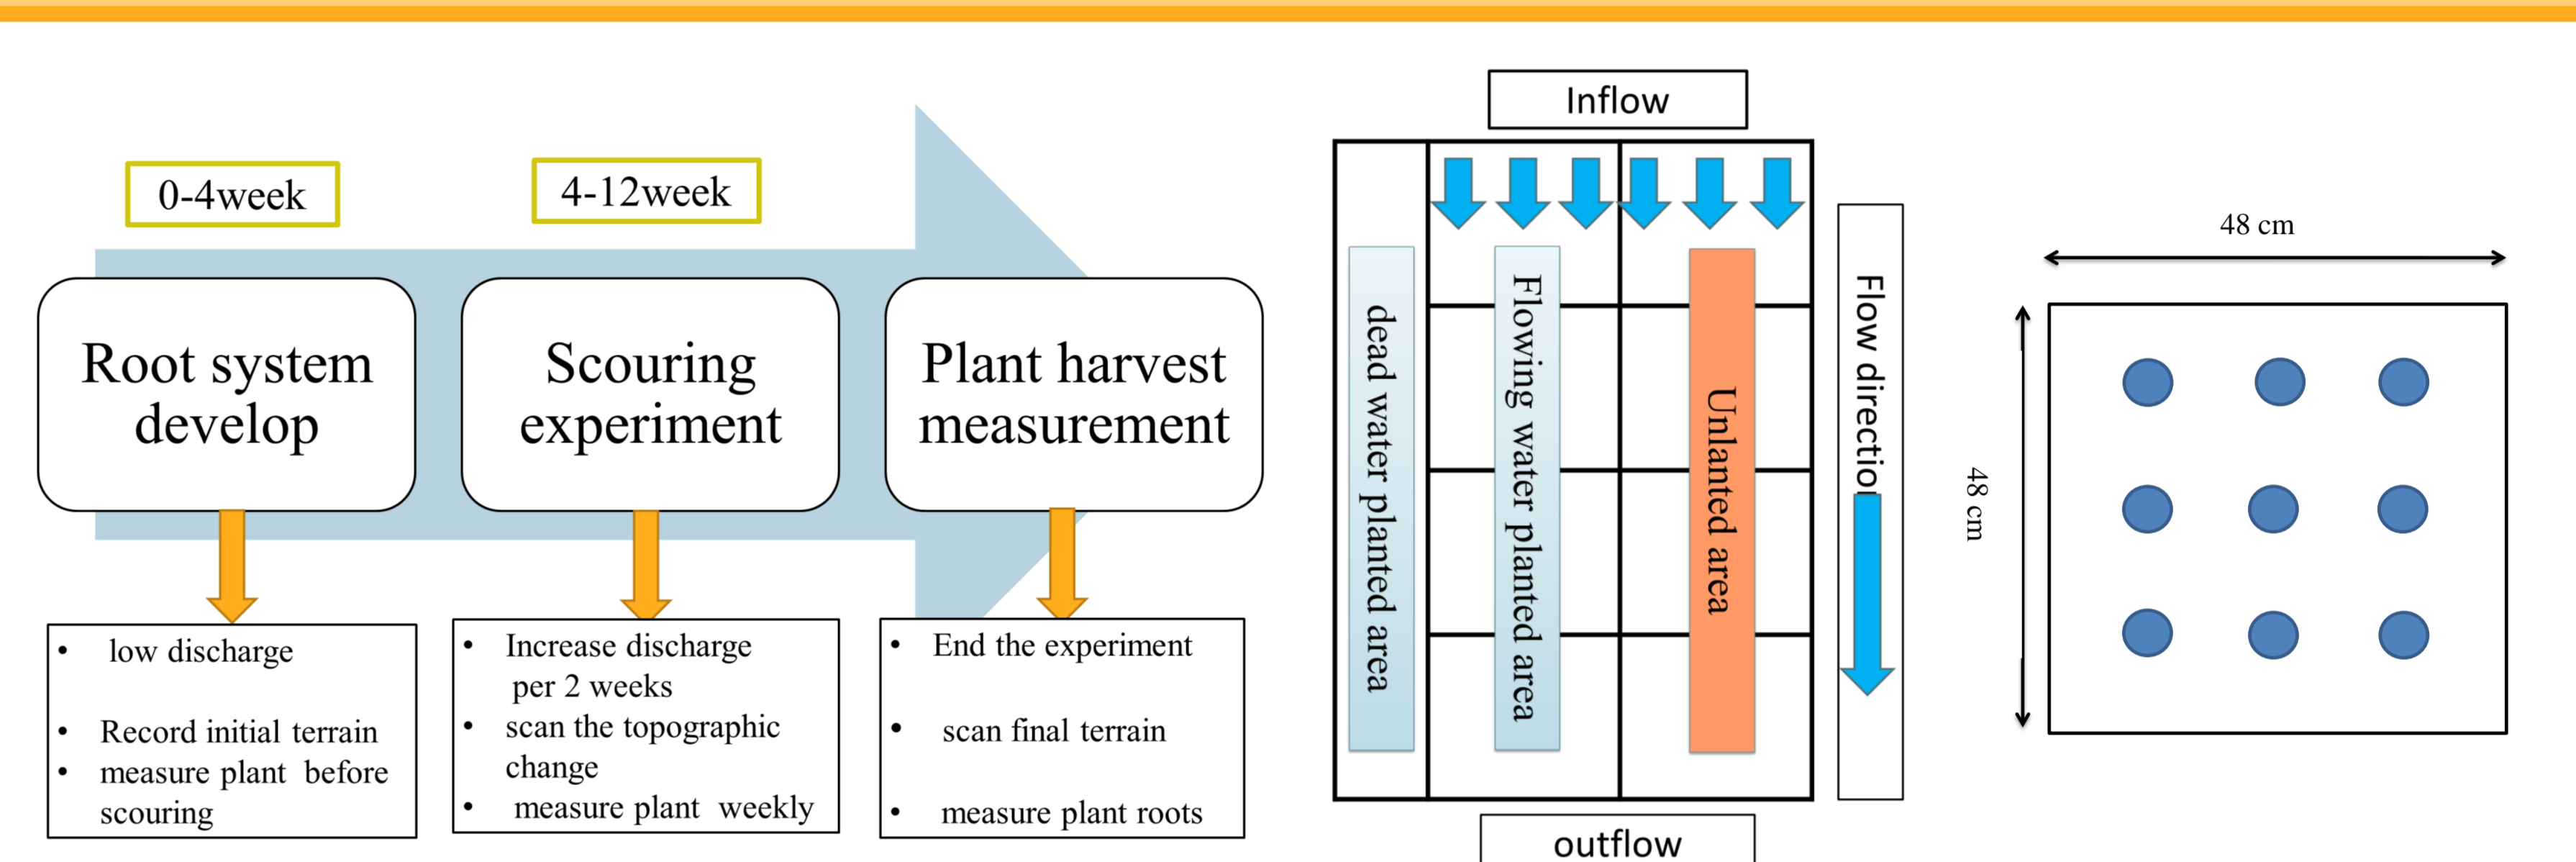 0-4week
4-12week
Root system
develop
Scouring
experiment
Plant harvest
measurement
• low discharge
• Record initial terrain
• measure plant before
scouring
• Increase discharge
per 2 weeks
• scan the topographic
change
• measure plant weekly
• End the experiment
• scan final terrain
• measure plant roots
Inflow
dead water planted area
Flowing water planted area
Unlanted area
Flow direction
outflow
48 cm
48 cm